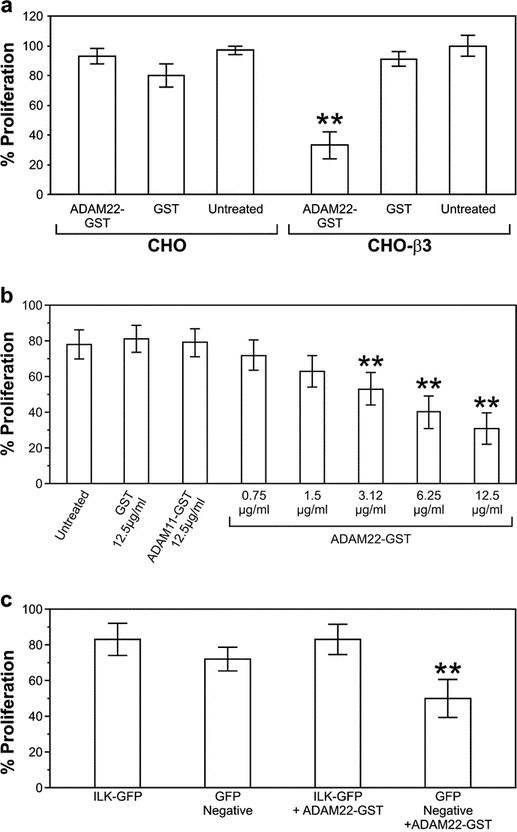 a
% Proliferation
120
100
80
60
40
20
0
**
ADAM22-
GST
GST
Untreated
ADAM22-
GST
GST
Untreated
CHO
CHO-β3
b
% Proliferation
100
80
60
40
20
0
**
**
**
Untreated
GST
12.5µg/ml
ADAM11-GST
12.5µg/ml
0.75
µg/ml
1.5
µg/ml
3.12
µg/ml
6.25
µg/ml
12.5
µg/ml
ADAM22-GST
c
% Proliferation
100
80
60
40
20
0
**
ILK-GFP
GFP
Negative
ILK-GFP
+ ADAM22-GST
GFP
Negative
+ADAM22-GST